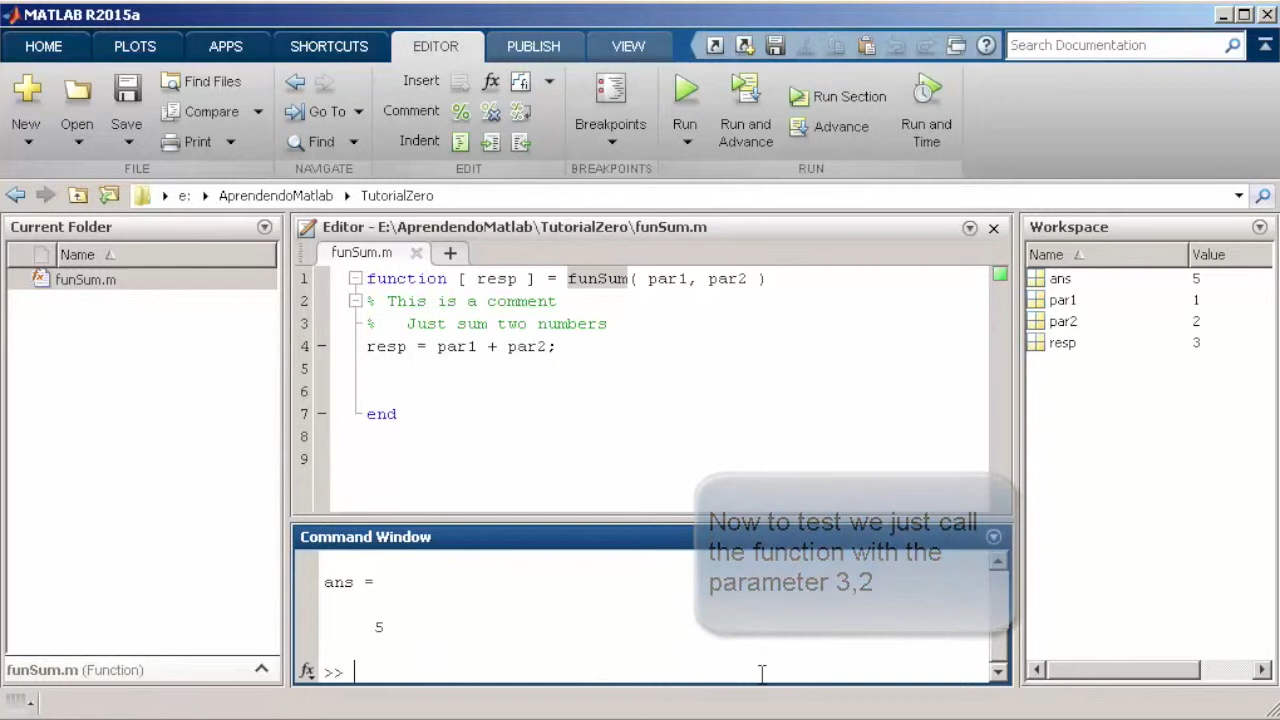 MATLAB R2015a
HOME PLOTS APPS SHORTCUTS EDITOR PUBLISH VIEW Search Documentation
New Open Save Find Files Compare Print
FILE
Go To Find
NAVIGATE
Insert fx Comment Indent
EDIT
Breakpoints
BREAKPOINTS
Run Run and Advance Run Section Advance Run and Time
RUN
e: AprendendoMatlab TutorialZero
Current Folder
Name
funSum.m
funSum.m (Function)
Editor - E:\AprendendoMatlab\TutorialZero\funSum.m
funSum.m
1 function [ resp ] = funSum( par1, par2 )
2 % This is a comment
3 %   Just sum two numbers
4 resp = par1 + par2;
5
6
7 end
8
9
Command Window
ans =
5
fx >>
Now to test we just call
the function with the
parameter 3,2
Workspace
Name Value
ans 5
par1 1
par2 2
resp 3